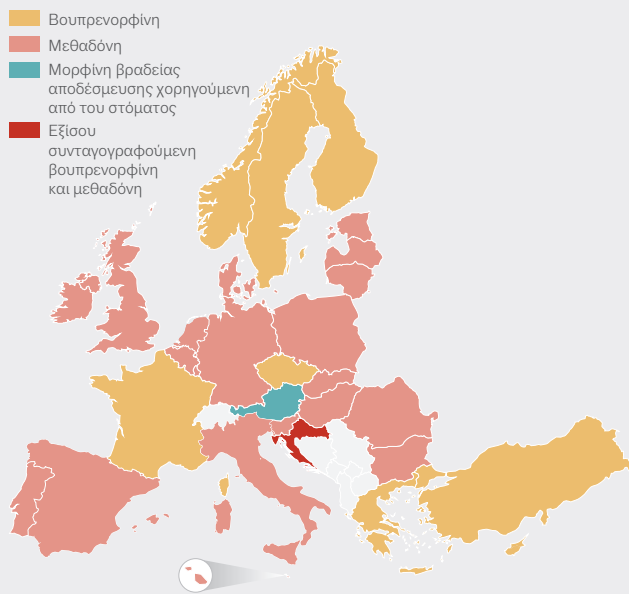 Βουπρενορφίνη
Μεθαδόνη
Μορφίνη βραδείας
αποδέσμευσης χορηγούμενη
από του στόματος
Εξίσου
συνταγογραφούμενη
βουπρενορφίνη
και μεθαδόνη